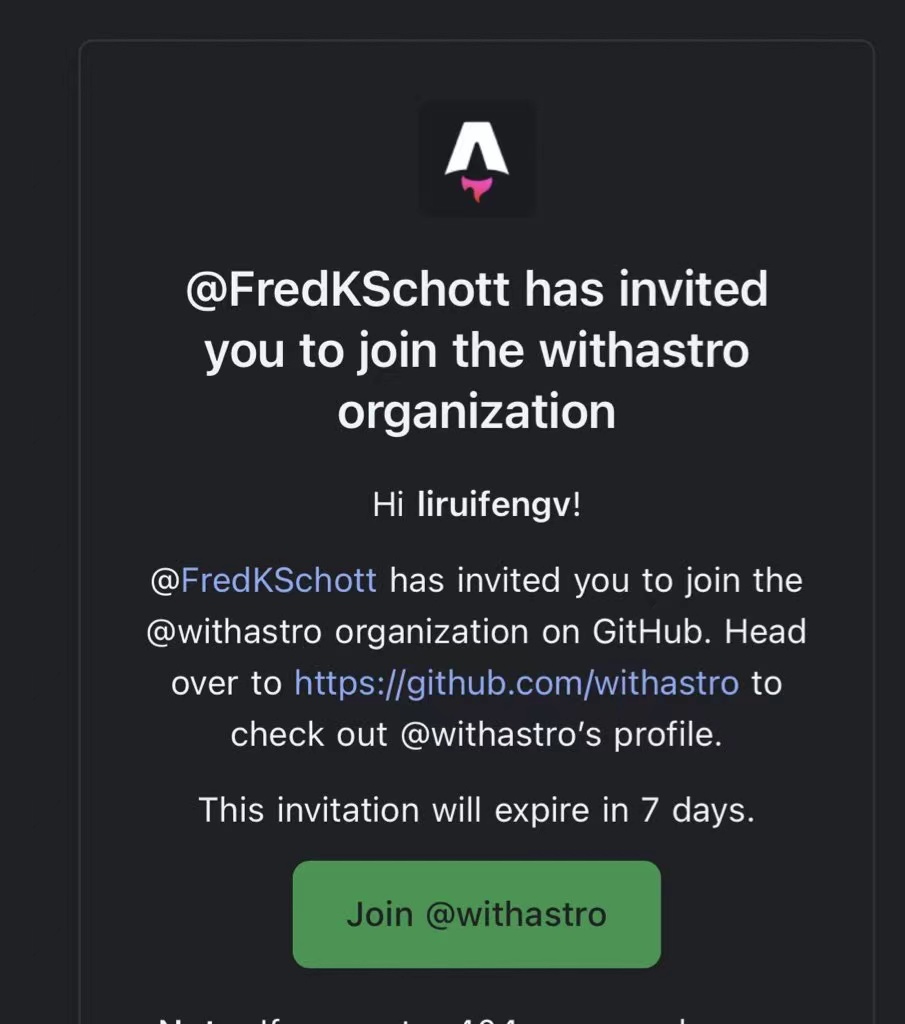 @FredKSchott has invited
you to join the withastro
organization
Hi liruifengv!
@FredKSchott has invited you to join the
@withastro organization on GitHub. Head
over to https://github.com/withastro to
check out @withastro’s profile.
This invitation will expire in 7 days.
Join @withastro